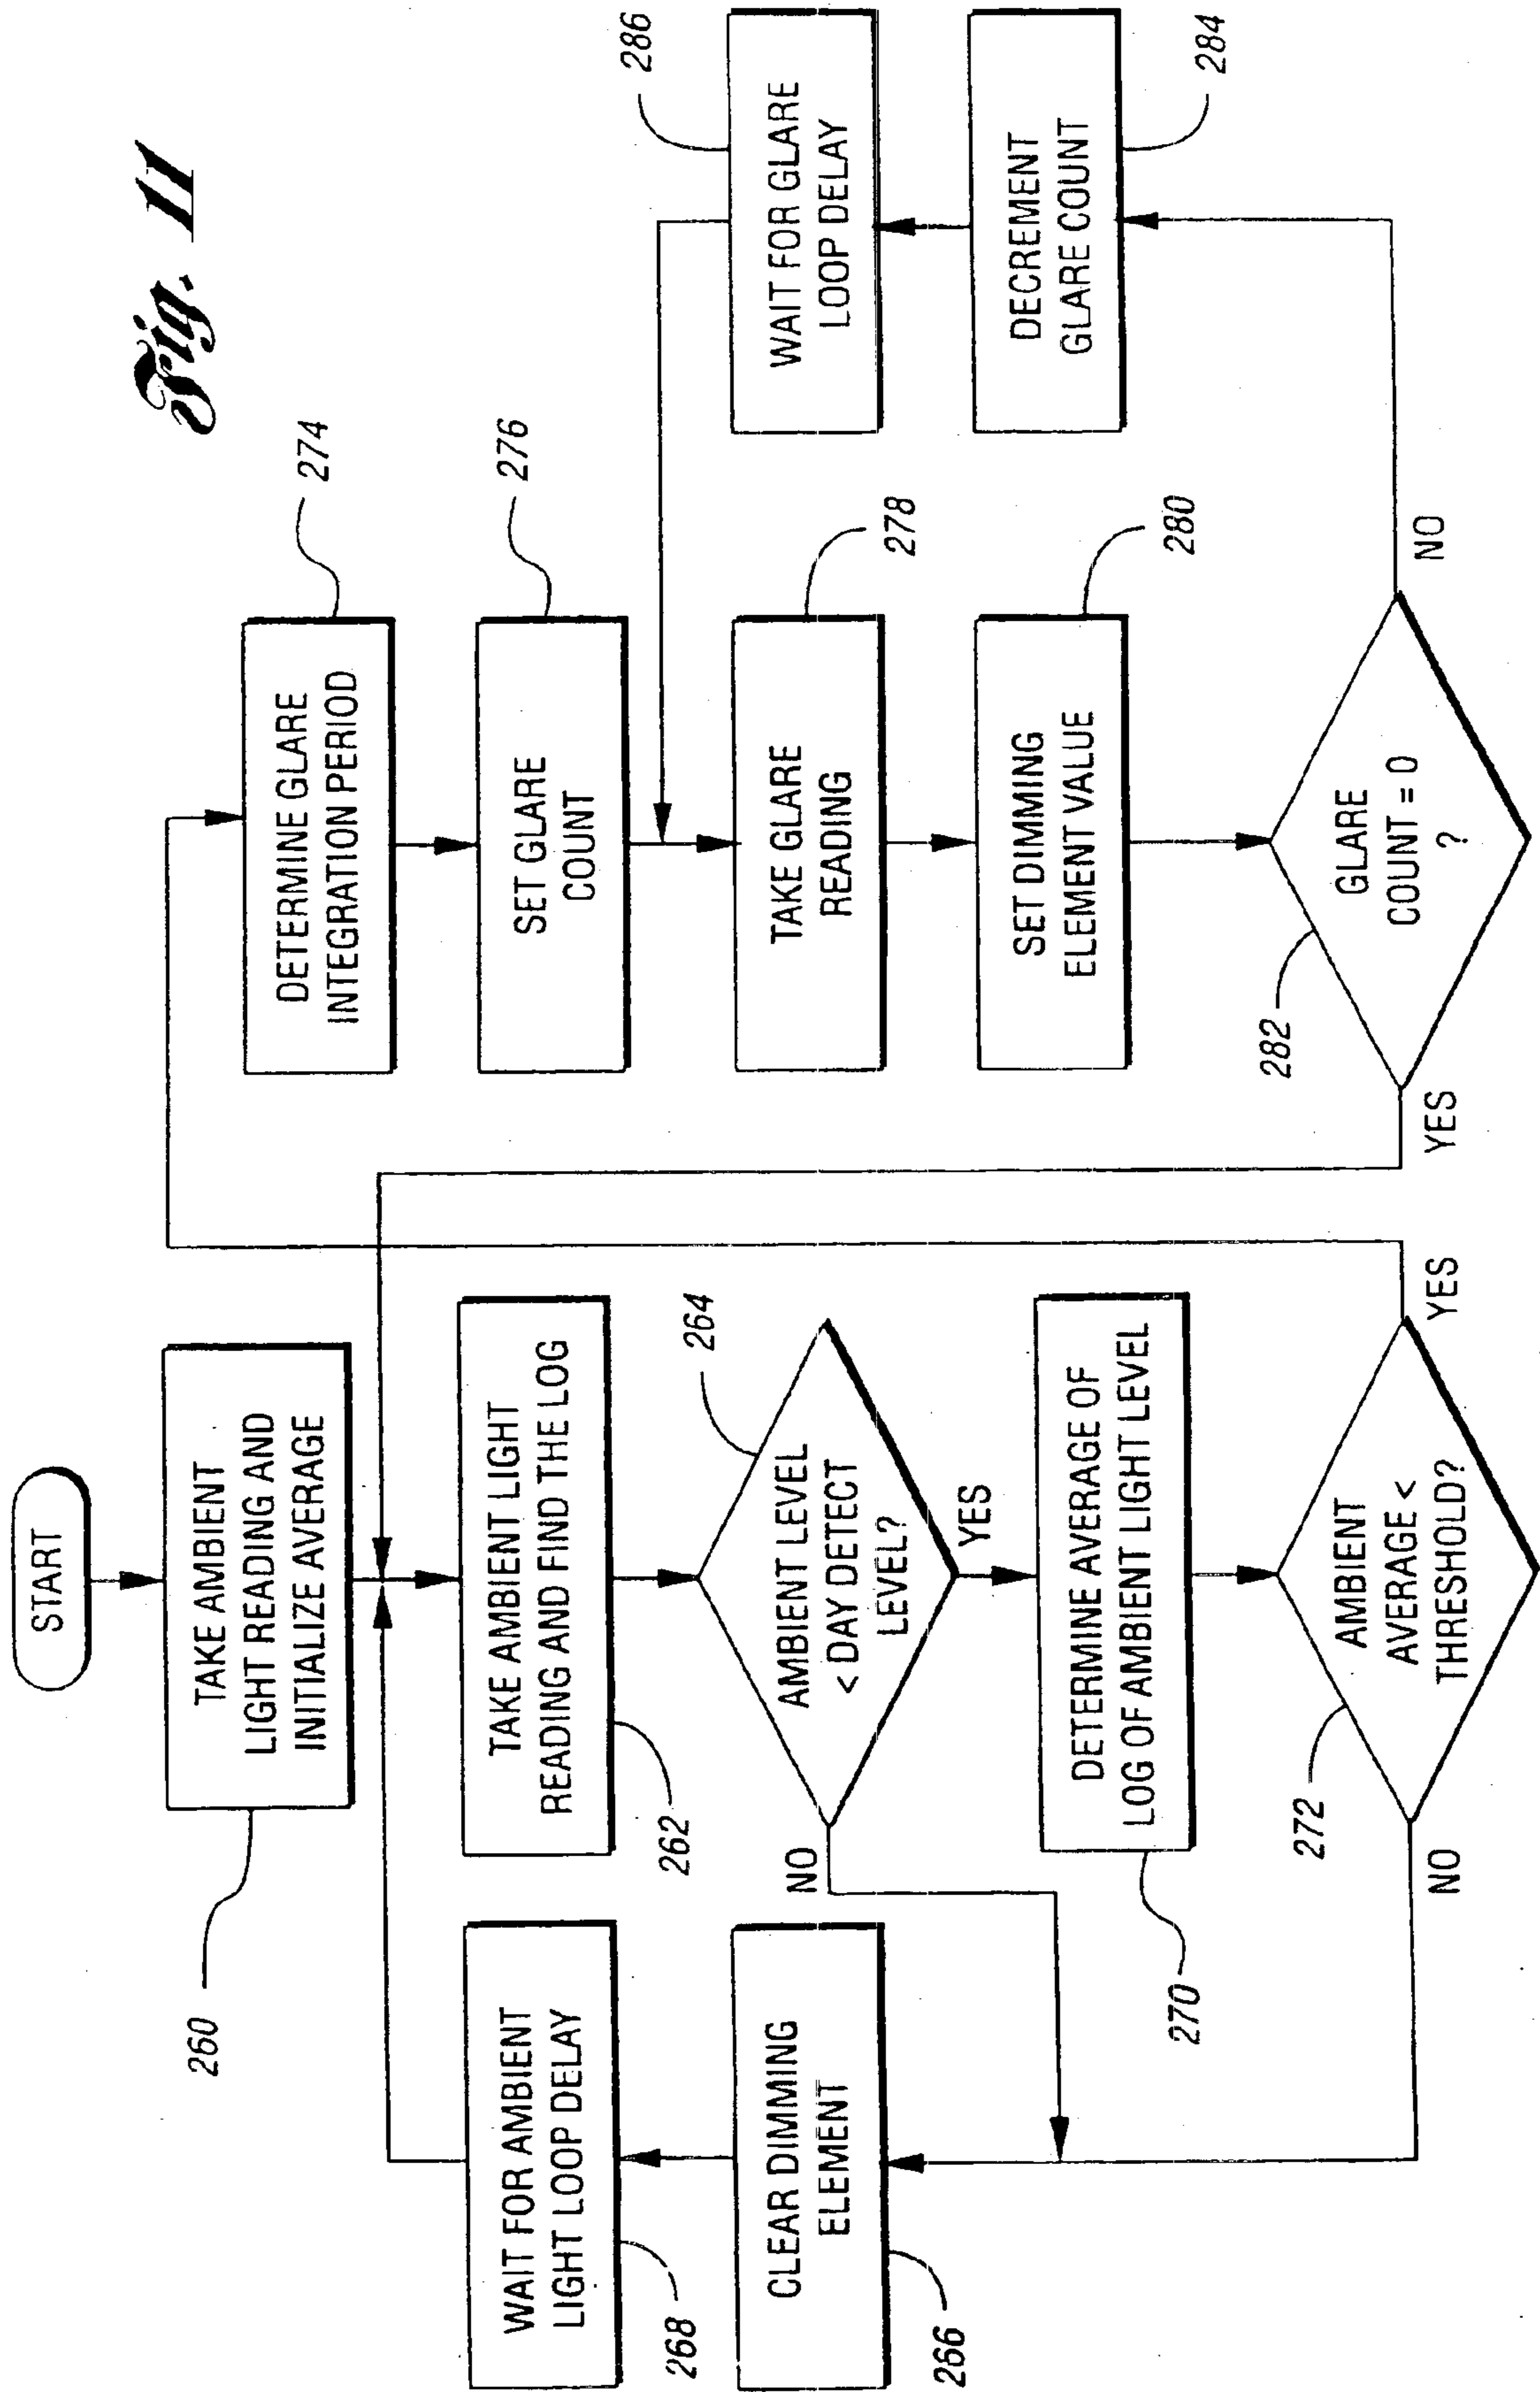 Fig. 11
START
TAKE AMBIENT
LIGHT READING AND
INITIALIZE AVERAGE
260
TAKE AMBIENT LIGHT
READING AND FIND THE LOG
262
AMBIENT LEVEL
< DAY DETECT
LEVEL?
264
NO
YES
WAIT FOR AMBIENT
LIGHT LOOP DELAY
268
CLEAR DIMMING
ELEMENT
266
DETERMINE AVERAGE OF
LOG OF AMBIENT LIGHT LEVEL
270
AMBIENT
AVERAGE <
THRESHOLD?
272
NO
YES
DETERMINE GLARE
INTEGRATION PERIOD
274
SET GLARE
COUNT
276
TAKE GLARE
READING
278
SET DIMMING
ELEMENT VALUE
280
GLARE
COUNT = 0
?
282
YES
NO
WAIT FOR GLARE
LOOP DELAY
286
DECREMENT
GLARE COUNT
284